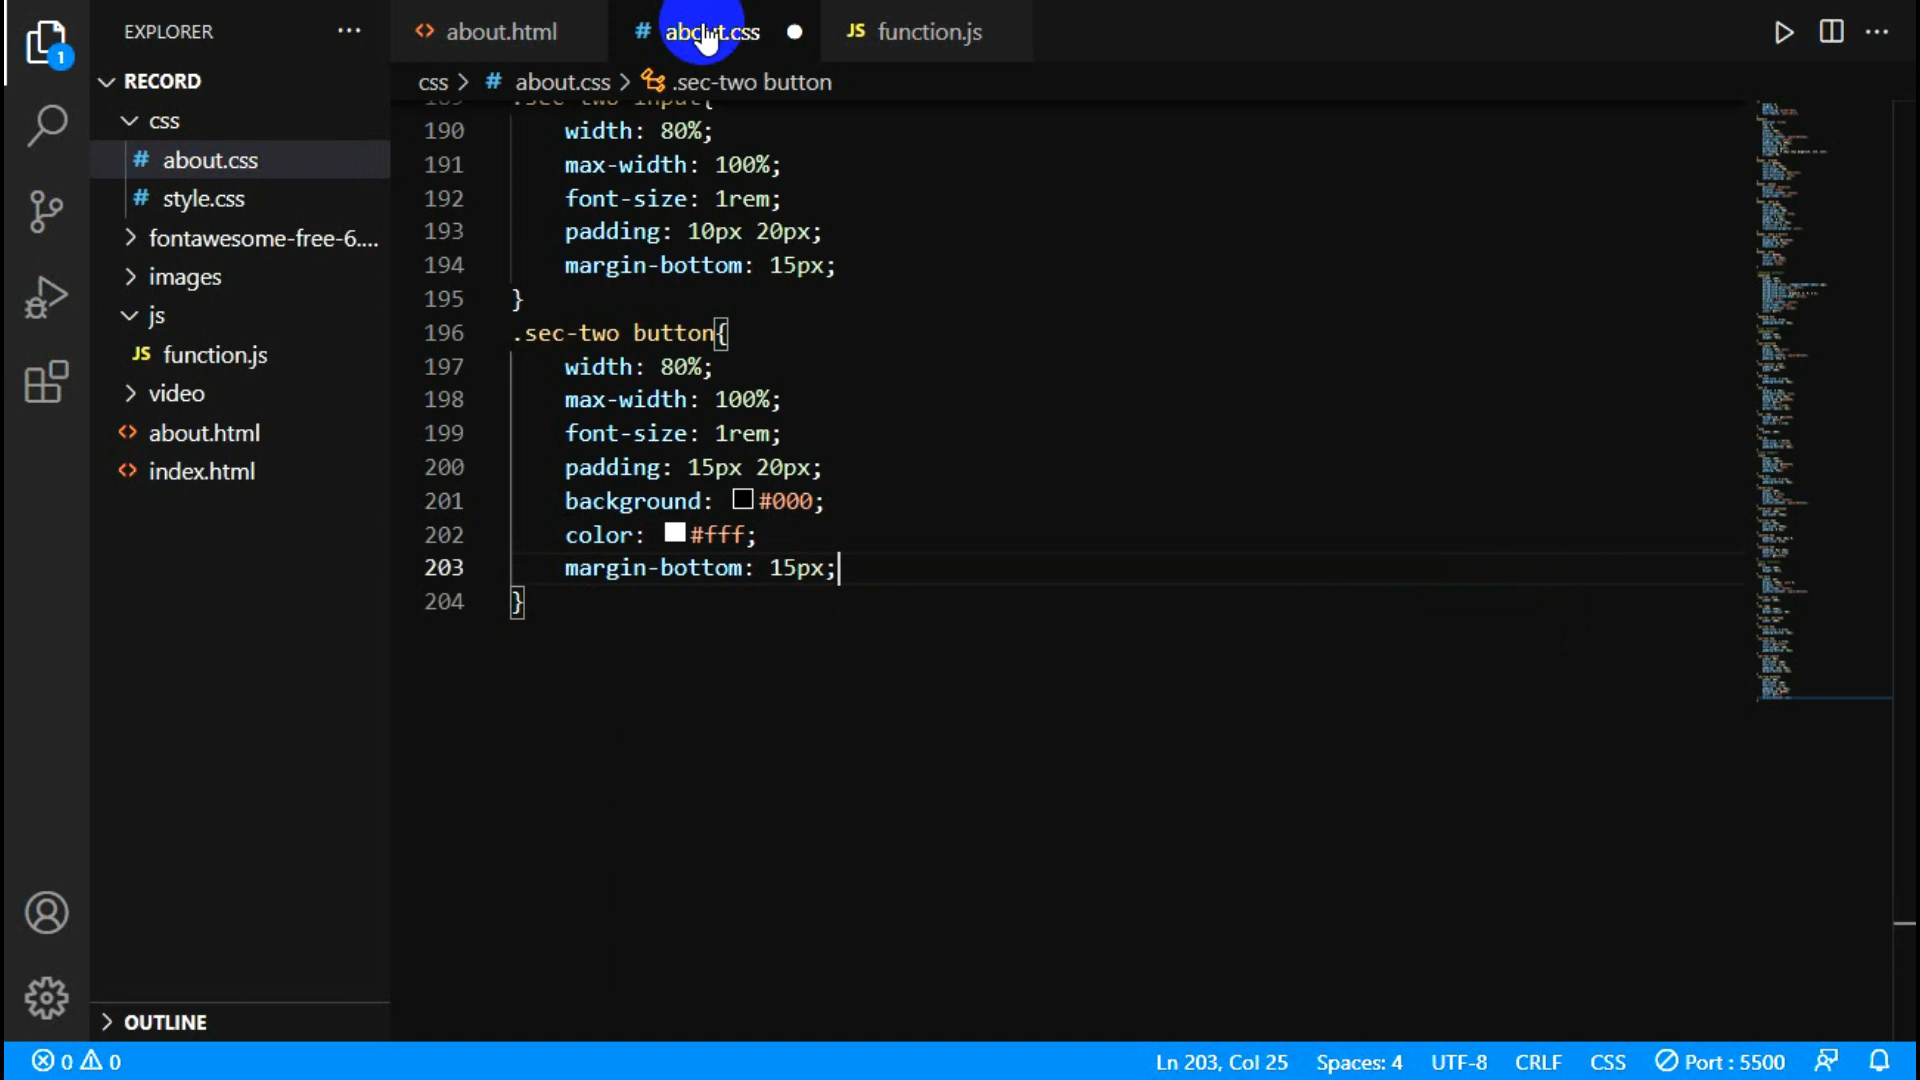 EXPLORER
RECORD
css
about.css
style.css
fontawesome-free-6....
images
js
JS function.js
video
about.html
index.html
OUTLINE
1
about.html
# about.css
JS function.js
css > # about.css > .sec-two button
189 .sec-two input{
190 width: 80%;
191 max-width: 100%;
192 font-size: 1rem;
193 padding: 10px 20px;
194 margin-bottom: 15px;
195 }
196 .sec-two button{
197 width: 80%;
198 max-width: 100%;
199 font-size: 1rem;
200 padding: 15px 20px;
201 background: #000;
202 color: #fff;
203 margin-bottom: 15px;
204 }
0 0
Ln 203, Col 25 Spaces: 4 UTF-8 CRLF CSS Port : 5500